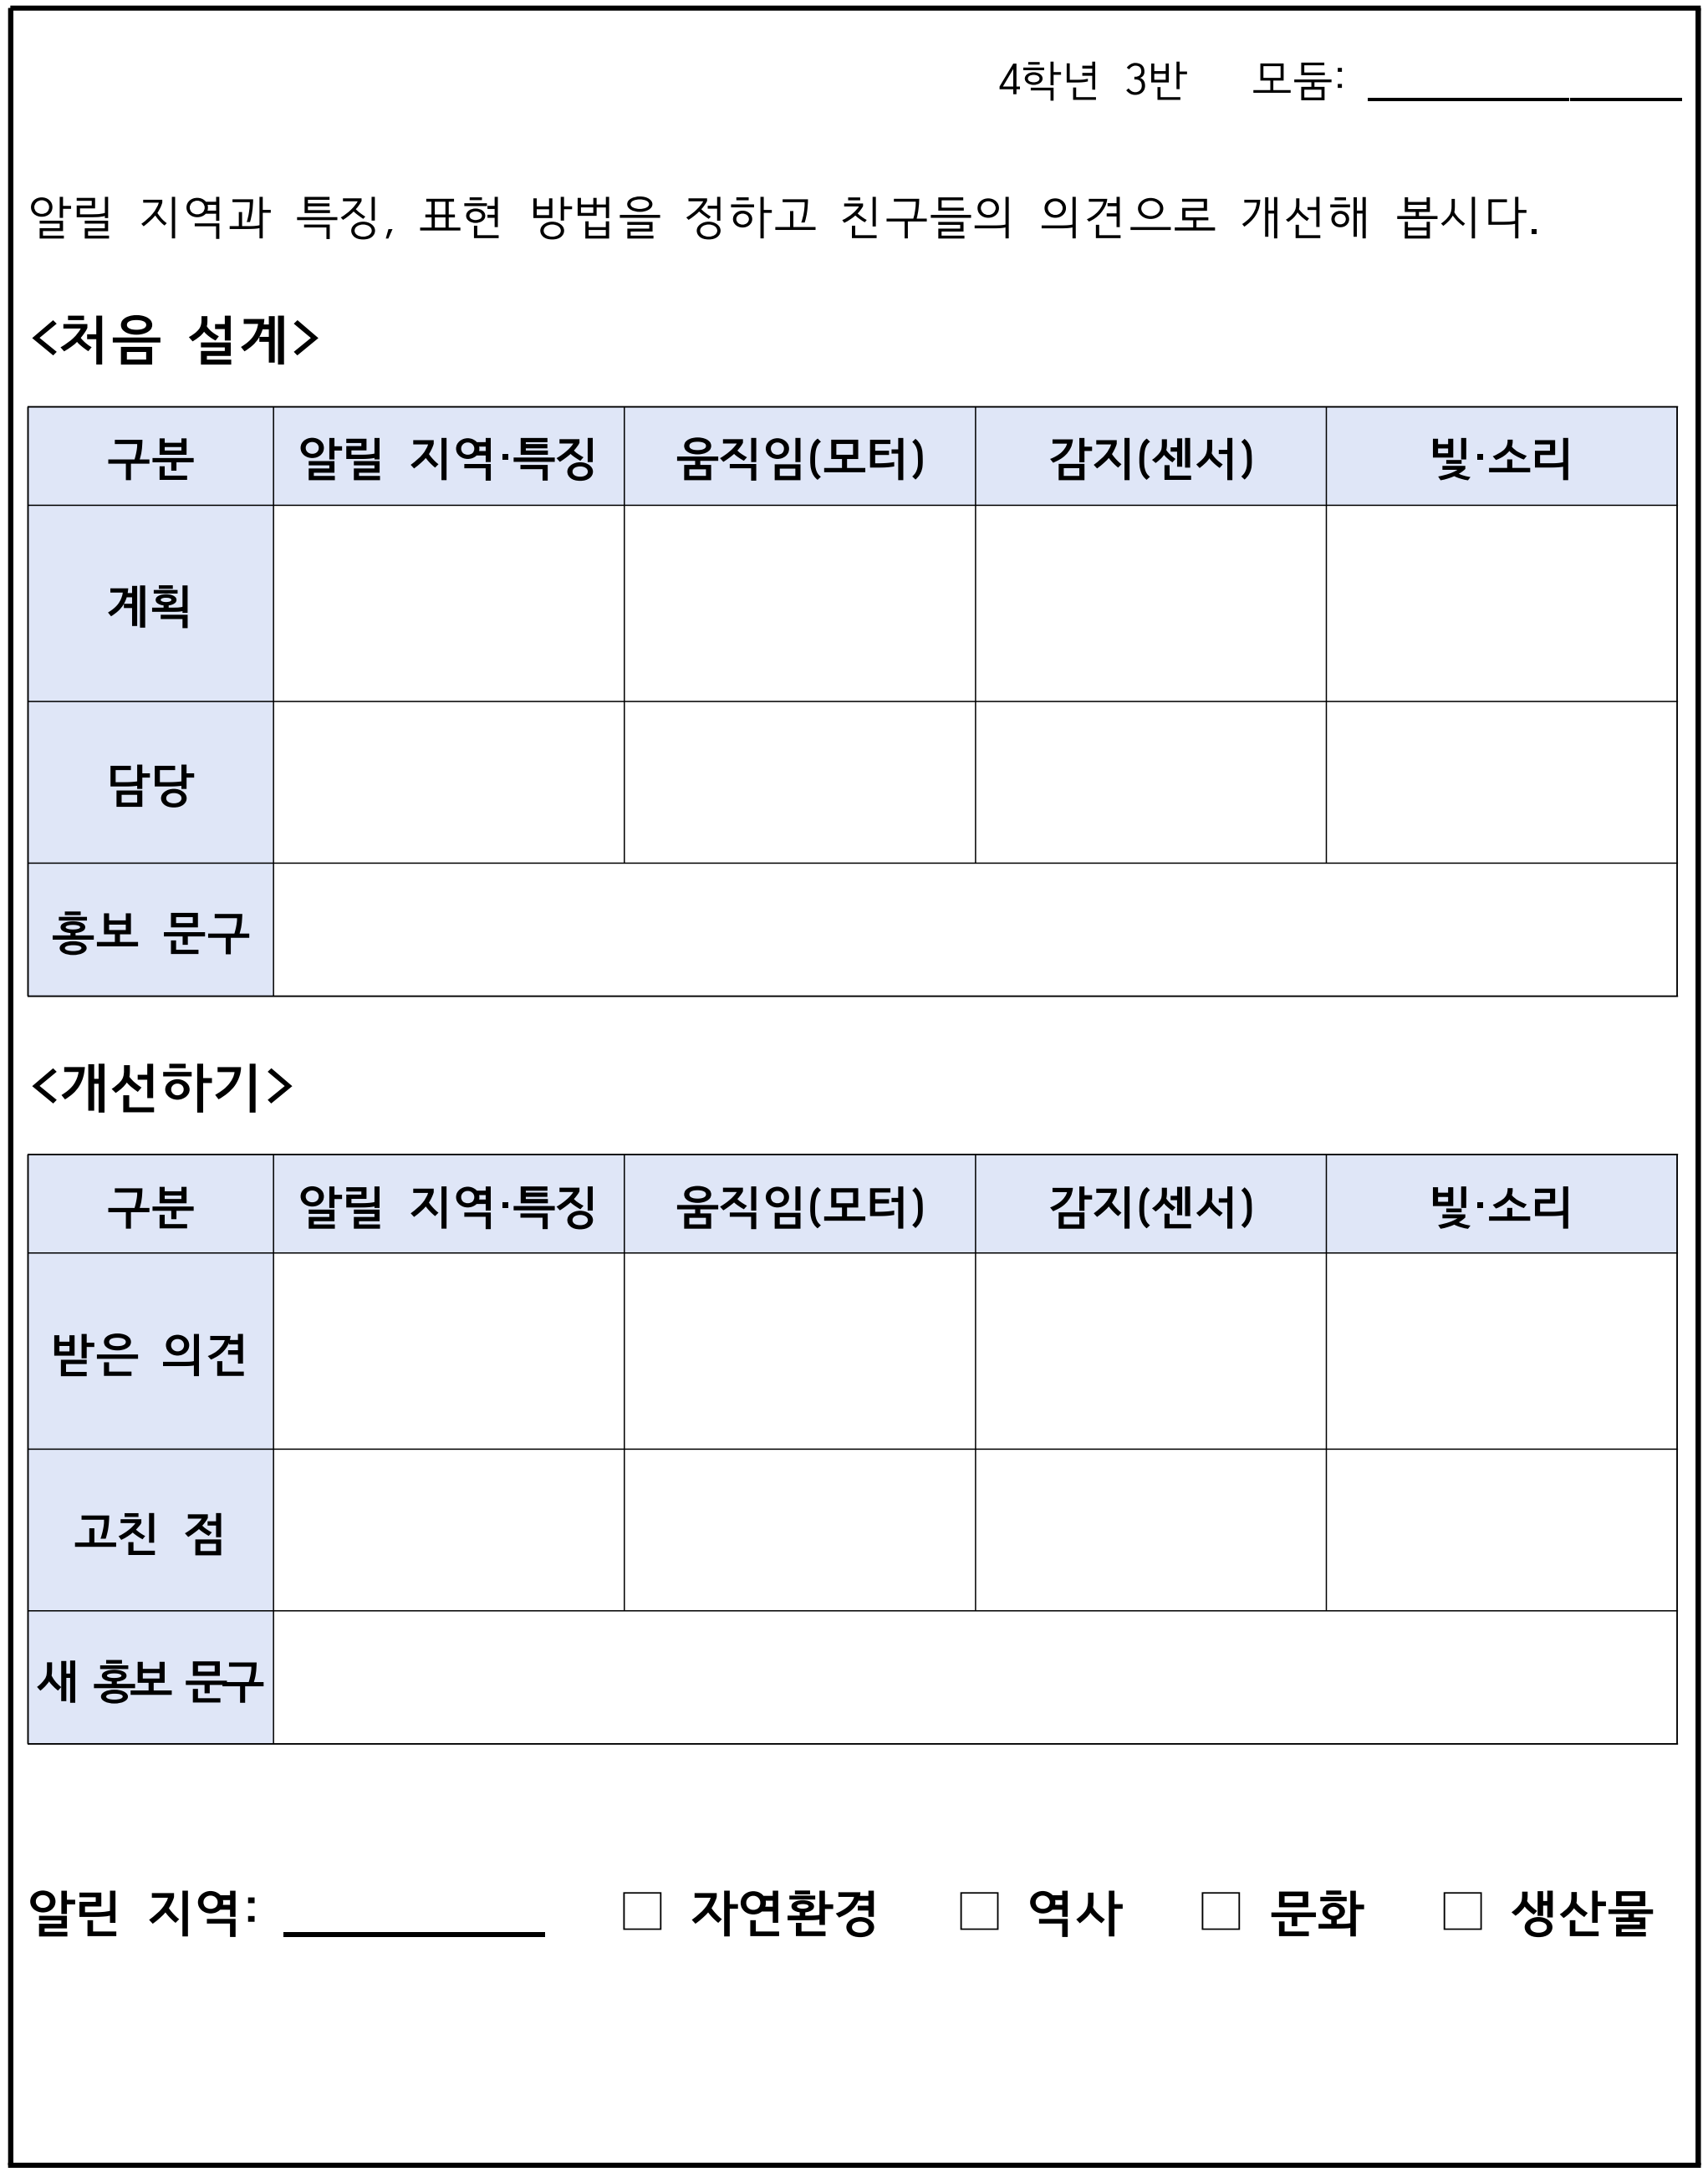 4학년 3반 모둠:
알릴 지역과 특징, 표현 방법을 정하고 친구들의 의견으로 개선해 봅시다.
<처음 설계>
구분 알릴 지역·특징 움직임(모터) 감지(센서) 빛·소리
계획
담당
홍보 문구
<개선하기>
구분 알릴 지역·특징 움직임(모터) 감지(센서) 빛·소리
받은 의견
고친 점
새 홍보 문구
알린 지역: □ 자연환경 □ 역사 □ 문화 □ 생산물